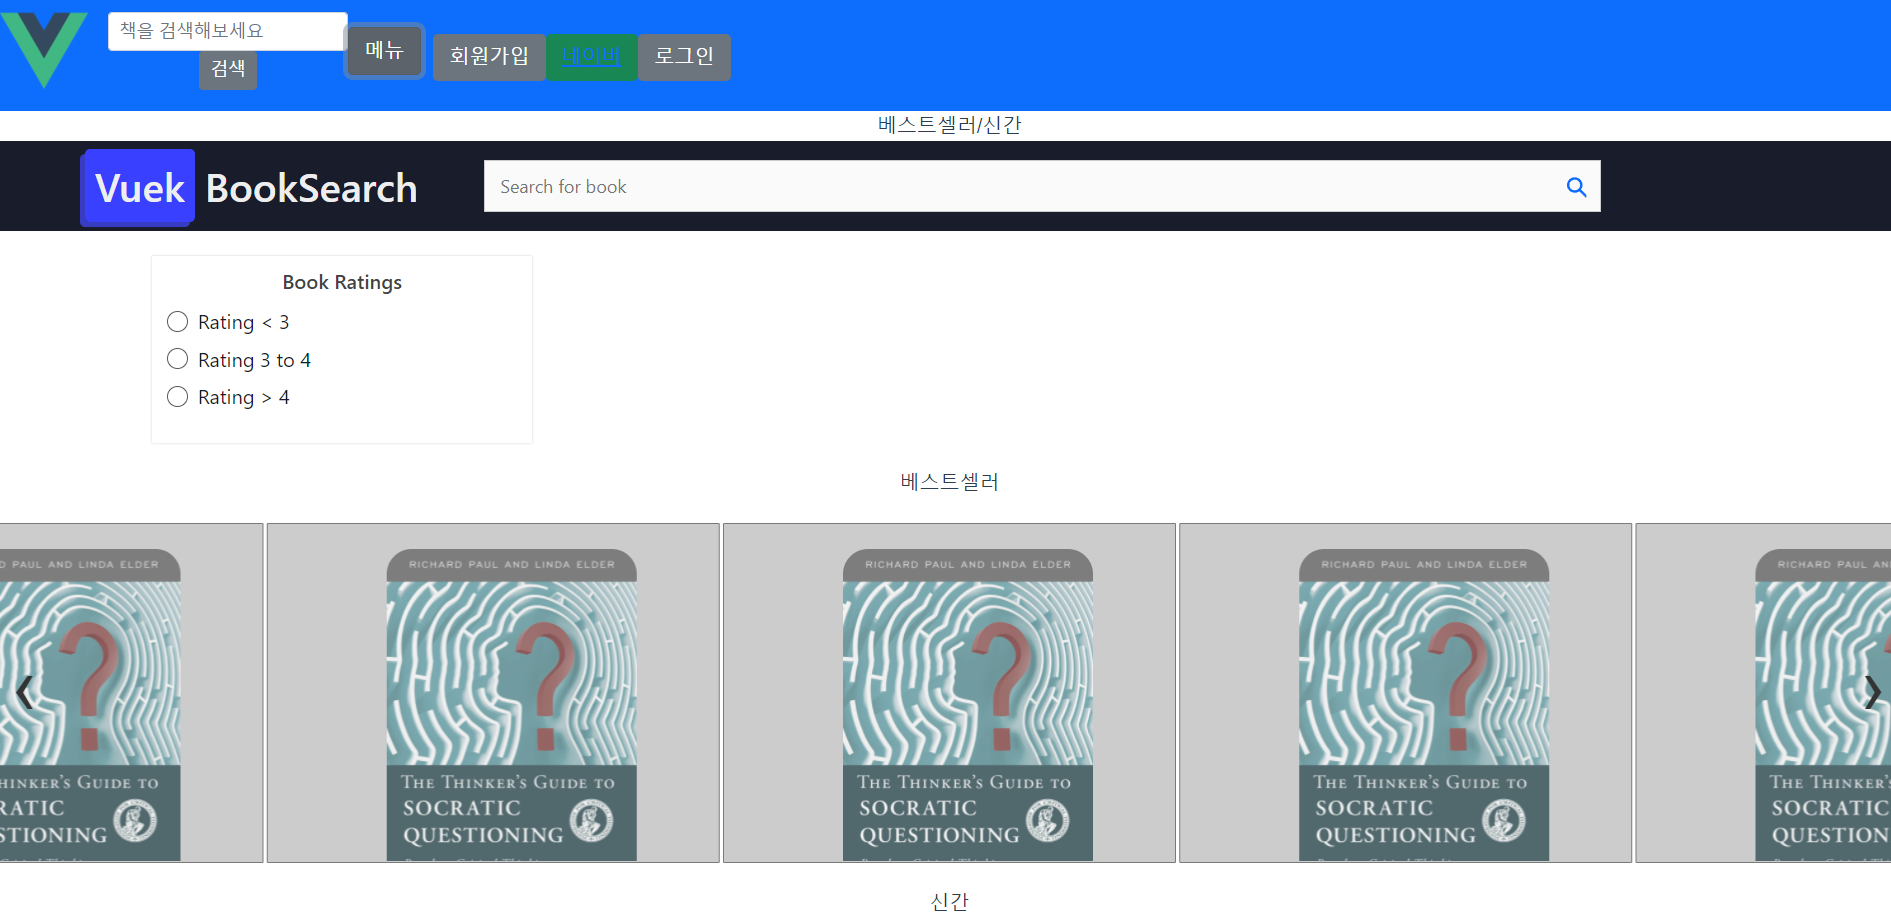 책을 검색해보세요
검색
메뉴
회원가입
네이버
로그인
베스트셀러/신간
Vuek BookSearch
Search for book
Book Ratings
Rating < 3
Rating 3 to 4
Rating > 4
베스트셀러
D PAUL AND LINDA ELDER
HINKER'S GUIDE TO
RATIC
STIONING
RICHARD PAUL AND LINDA ELDER
THE THINKER'S GUIDE TO
SOCRATIC
QUESTIONING
RICHARD PAUL AND LINDA ELDER
THE THINKER'S GUIDE TO
SOCRATIC
QUESTIONING
RICHARD PAUL AND LINDA ELDER
THE THINKER'S GUIDE TO
SOCRATIC
QUESTIONING
RICHARD PAUL AN
THE THINKER'S
SOCRATIC
QUESTION
신간